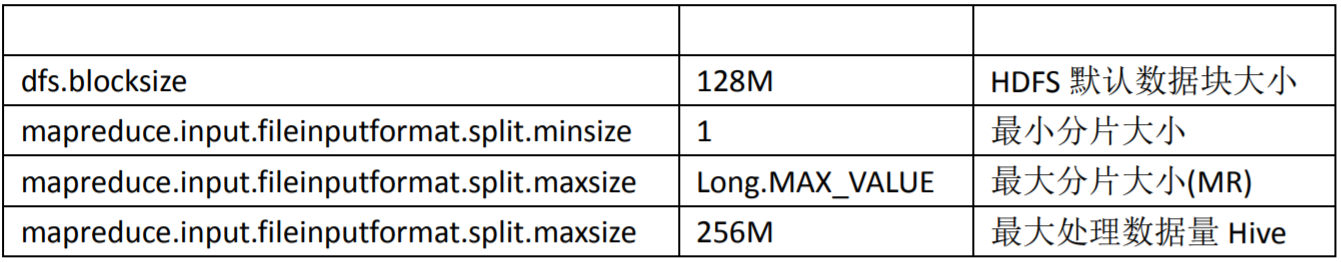 dfs.blocksize 128M HDFS 默认数据块大小
mapreduce.input.fileinputformat.split.minsize 1 最小分片大小
mapreduce.input.fileinputformat.split.maxsize Long.MAX_VALUE 最大分片大小(MR)
mapreduce.input.fileinputformat.split.maxsize 256M 最大处理数据量 Hive